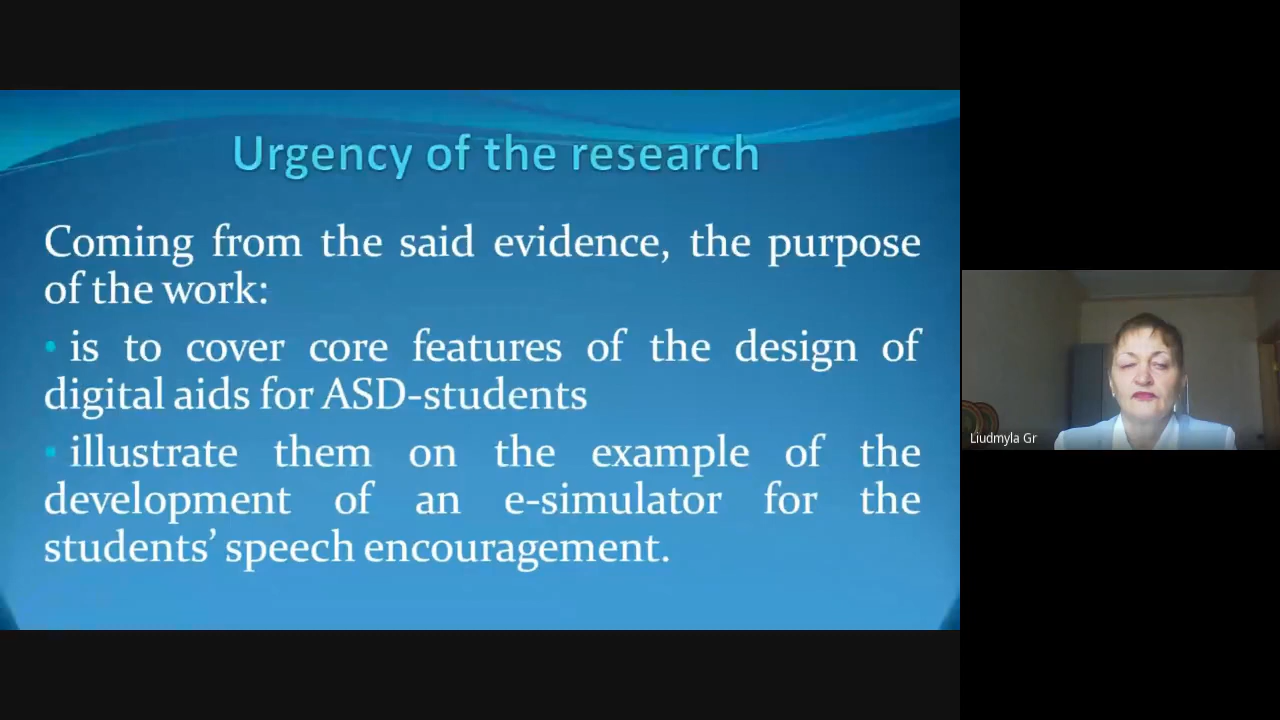 Urgency of the research
Coming from the said evidence, the purpose
of the work:
• is to cover core features of the design of
digital aids for ASD-students
▪ illustrate them on the example of the
development of an e-simulator for the
students’ speech encouragement.
Liudmyla Gr